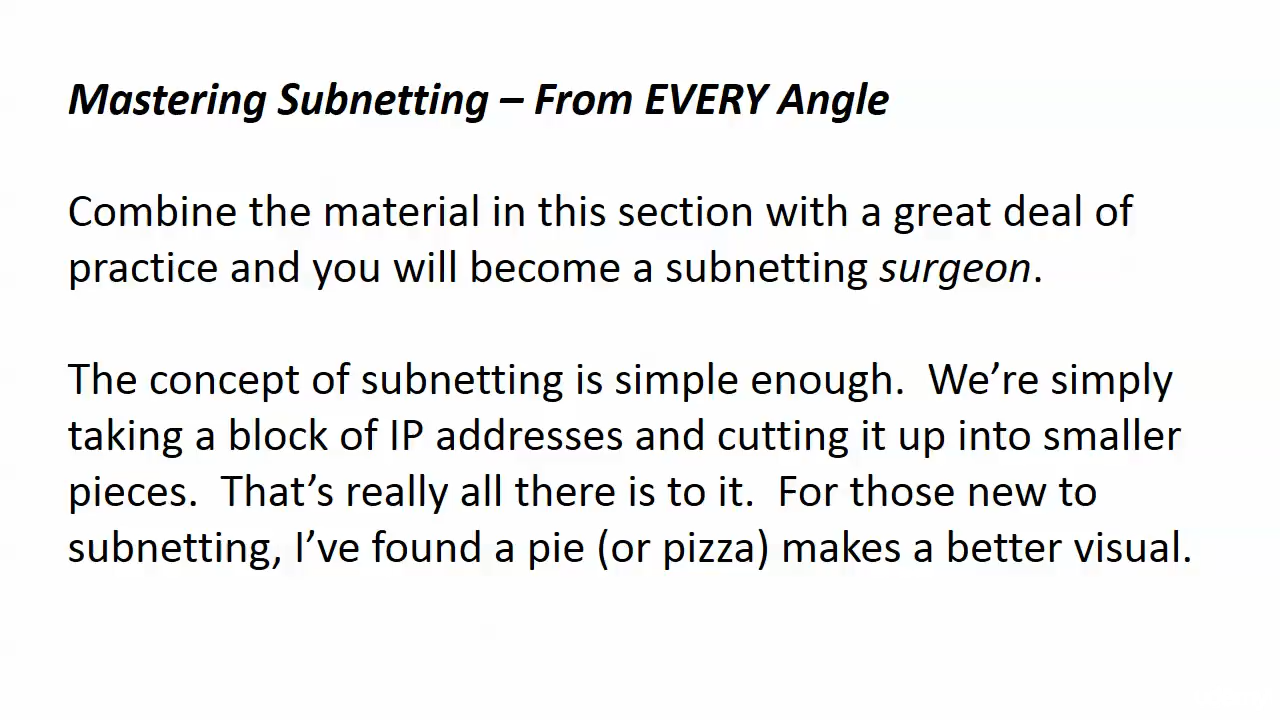 Mastering Subnetting – From EVERY Angle
Combine the material in this section with a great deal of
practice and you will become a subnetting surgeon.
The concept of subnetting is simple enough.  We’re simply
taking a block of IP addresses and cutting it up into smaller
pieces.  That’s really all there is to it.  For those new to
subnetting, I’ve found a pie (or pizza) makes a better visual.